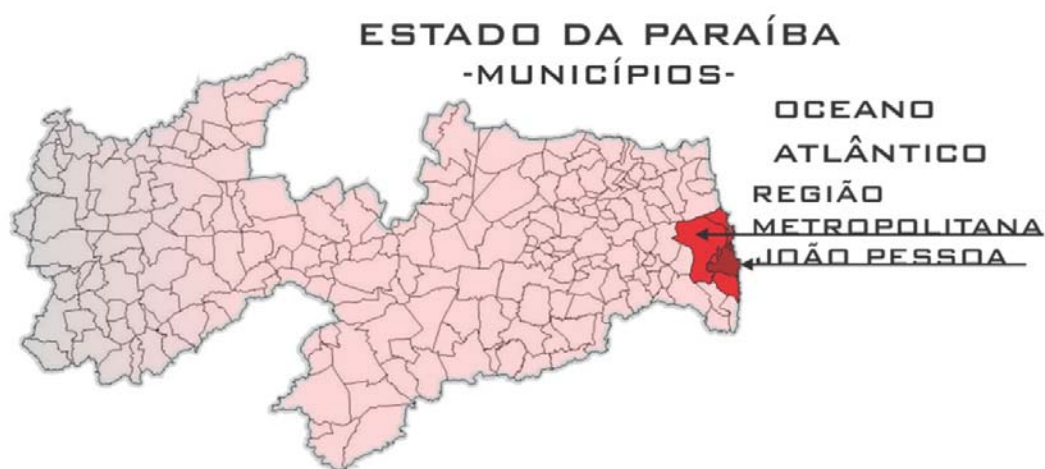 ESTADO DA PARAÍBA
-MUNICÍPIOS-
OCEANO
ATLÂNTICO
REGIÃO
METROPOLITANA
JOÃO PESSOA